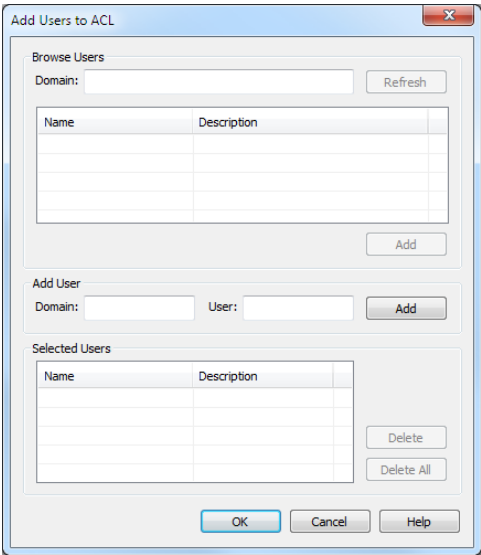 Add Users to ACL
Browse Users
Domain: Refresh
Name Description
Add
Add User
Domain: User: Add
Selected Users
Name Description
Delete
Delete All
OK Cancel Help